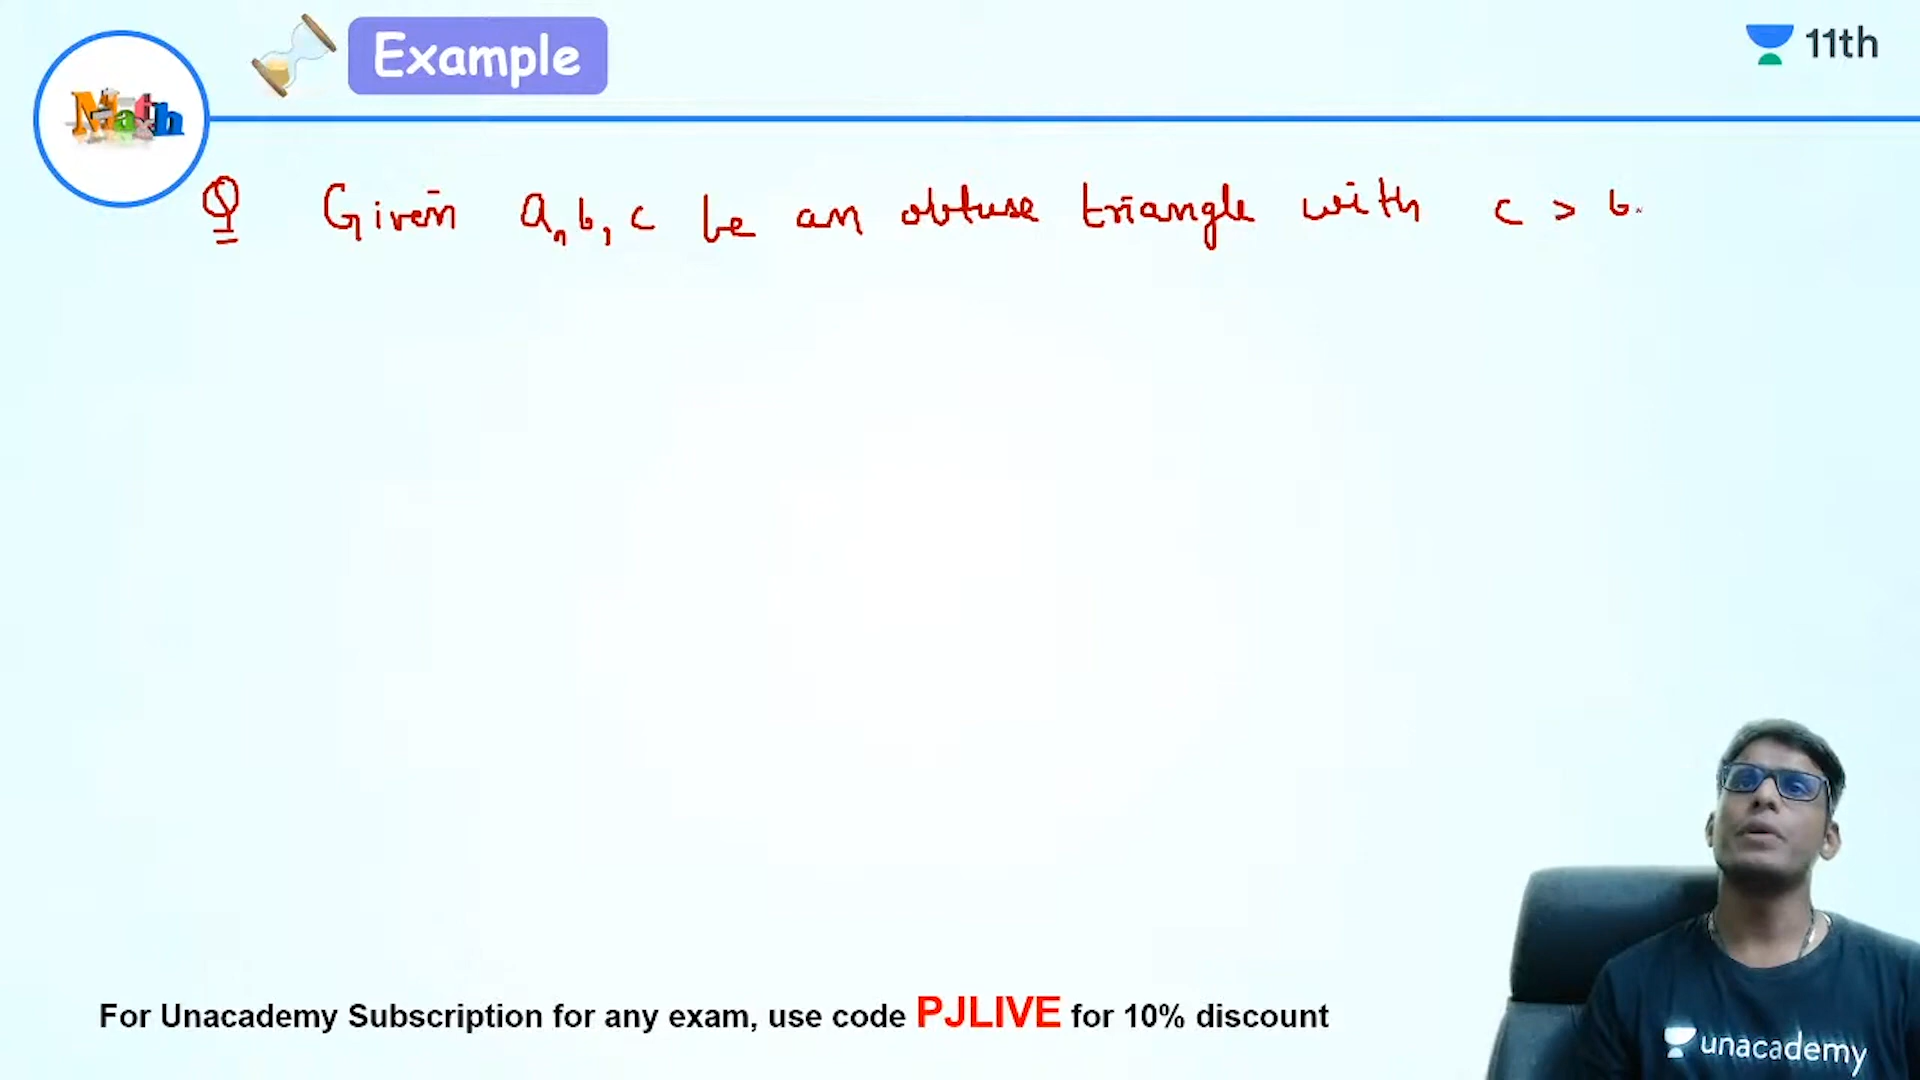 Example
11th
Math
Q Given a, b, c be an obtuse triangle with c > b.
For Unacademy Subscription for any exam, use code PJLIVE for 10% discount
unacademy